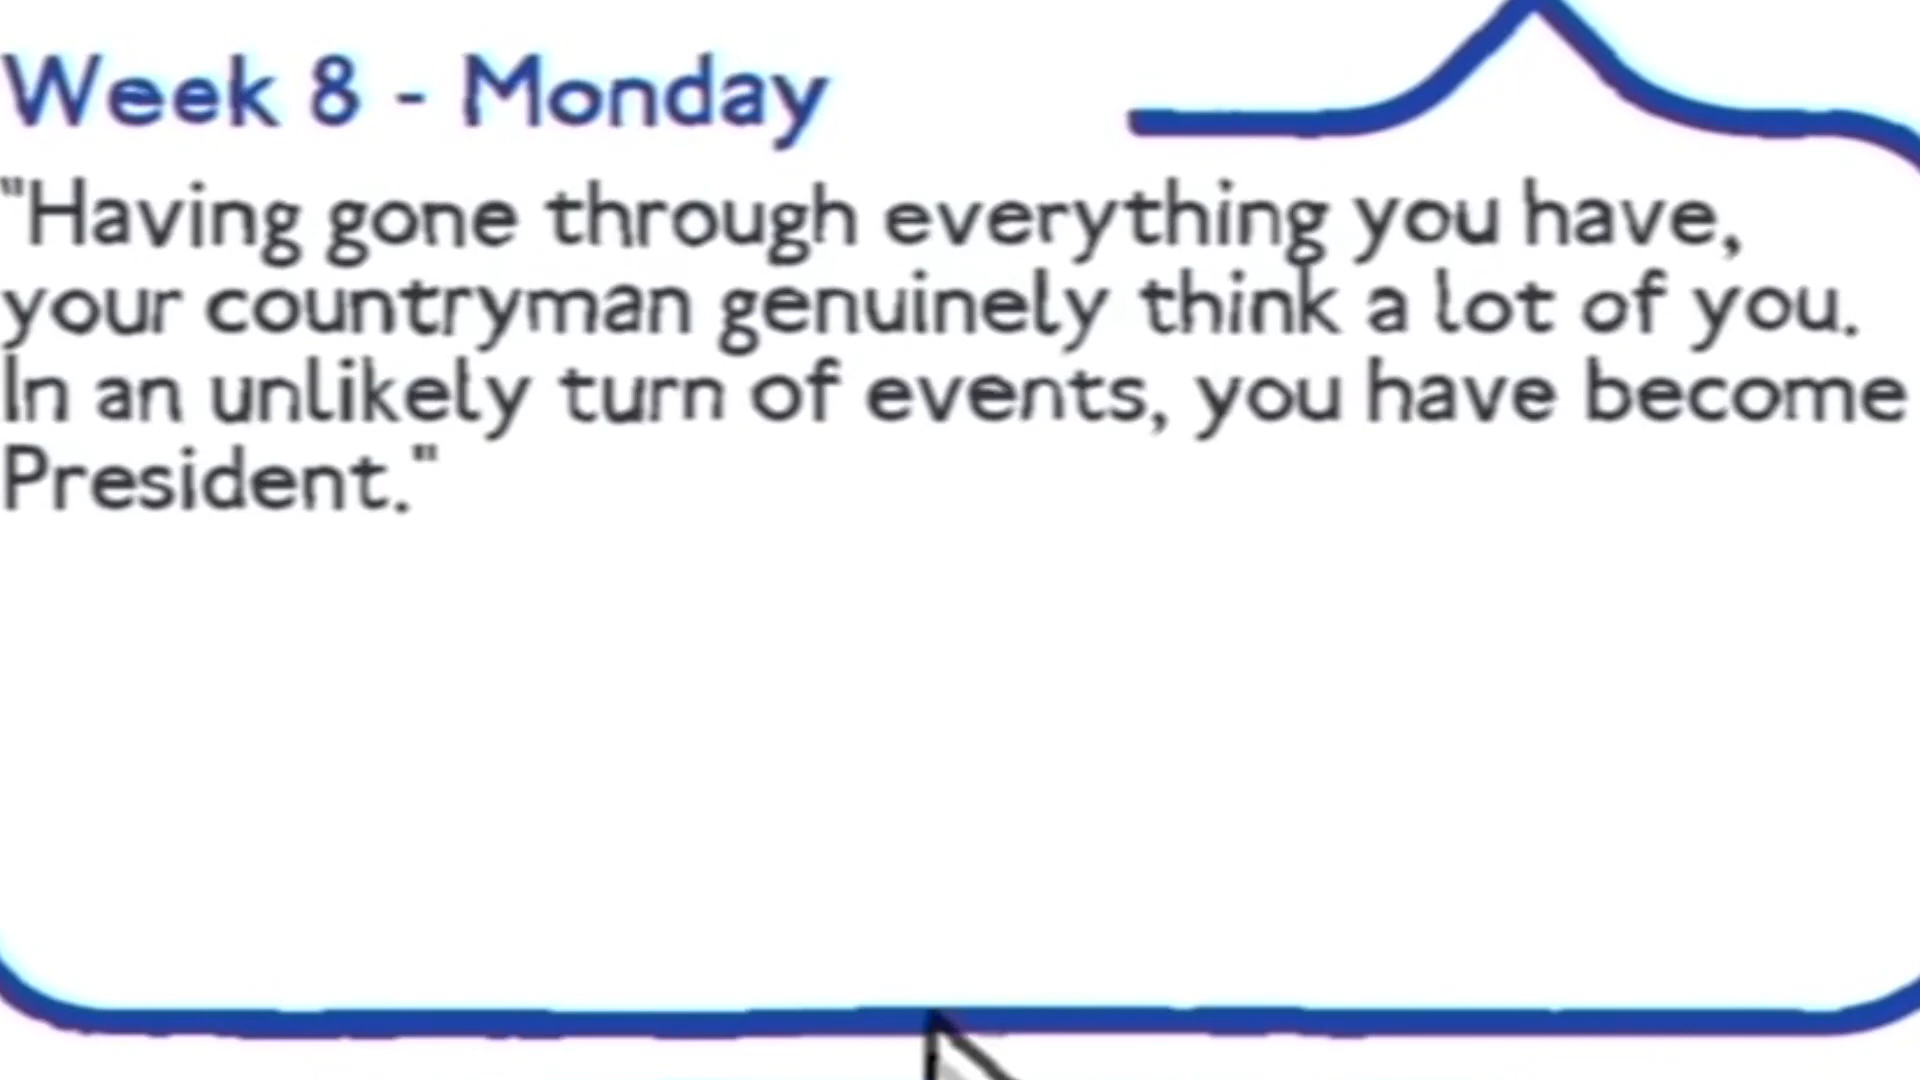 Week 8 - Monday
"Having gone through everything you have,
your countryman genuinely think a lot of you.
In an unlikely turn of events, you have become
President."